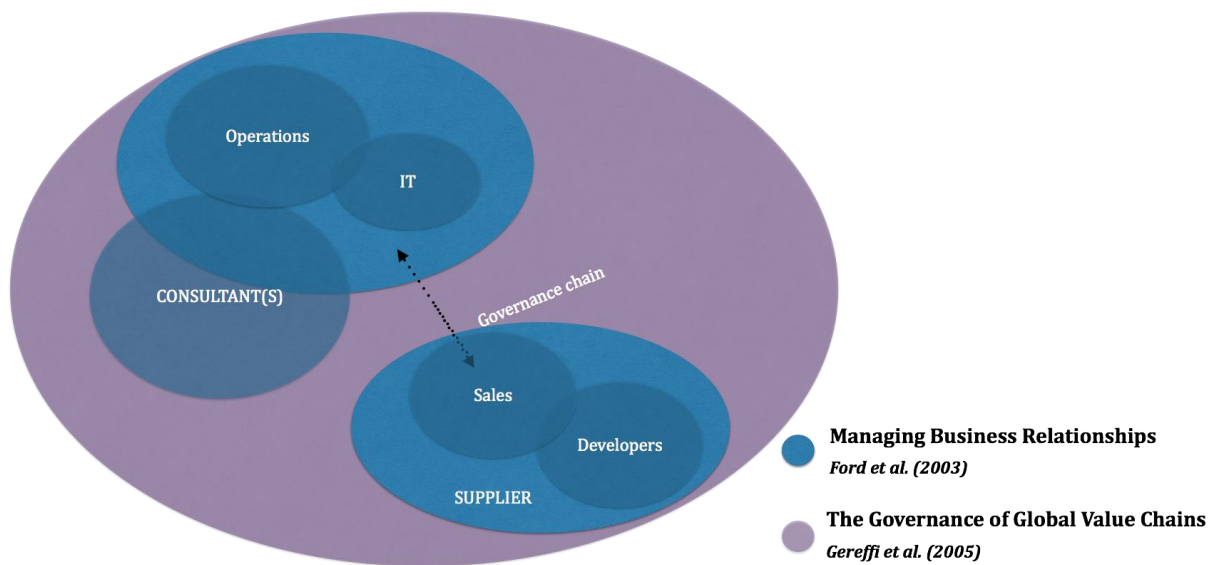 Operations
IT
CONSULTANT(S)
Governance chain
Sales
Developers
SUPPLIER
Managing Business Relationships
Ford et al. (2003)
The Governance of Global Value Chains
Gereffi et al. (2005)